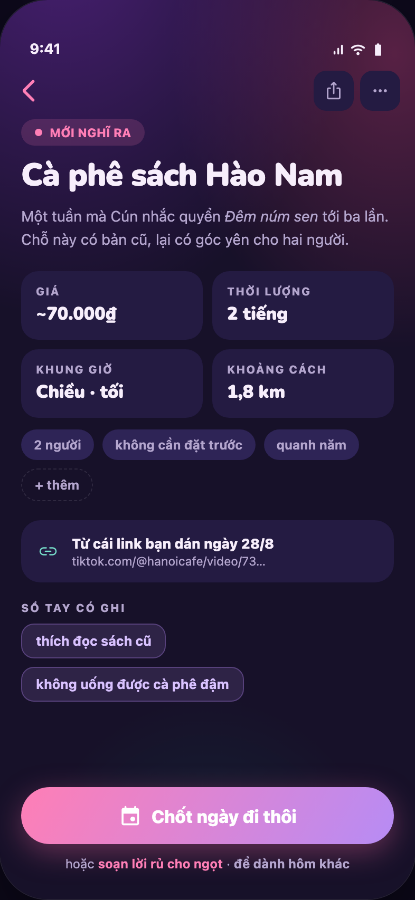 9:41
MỚI NGHĨ RA
Cà phê sách Hào Nam
Một tuần mà Cún nhắc quyển Đêm núm sen tới ba lần.
Chỗ này có bản cũ, lại có góc yên cho hai người.
GIÁ
~70.000₫
THỜI LƯỢNG
2 tiếng
KHUNG GIỜ
Chiều · tối
KHOẢNG CÁCH
1,8 km
2 người
không cần đặt trước
quanh năm
+ thêm
Từ cái link bạn dán ngày 28/8
tiktok.com/@hanoicafe/video/73...
SỔ TAY CÓ GHI
thích đọc sách cũ
không uống được cà phê đậm
Chốt ngày đi thôi
hoặc soạn lời rủ cho ngọt · để dành hôm khác